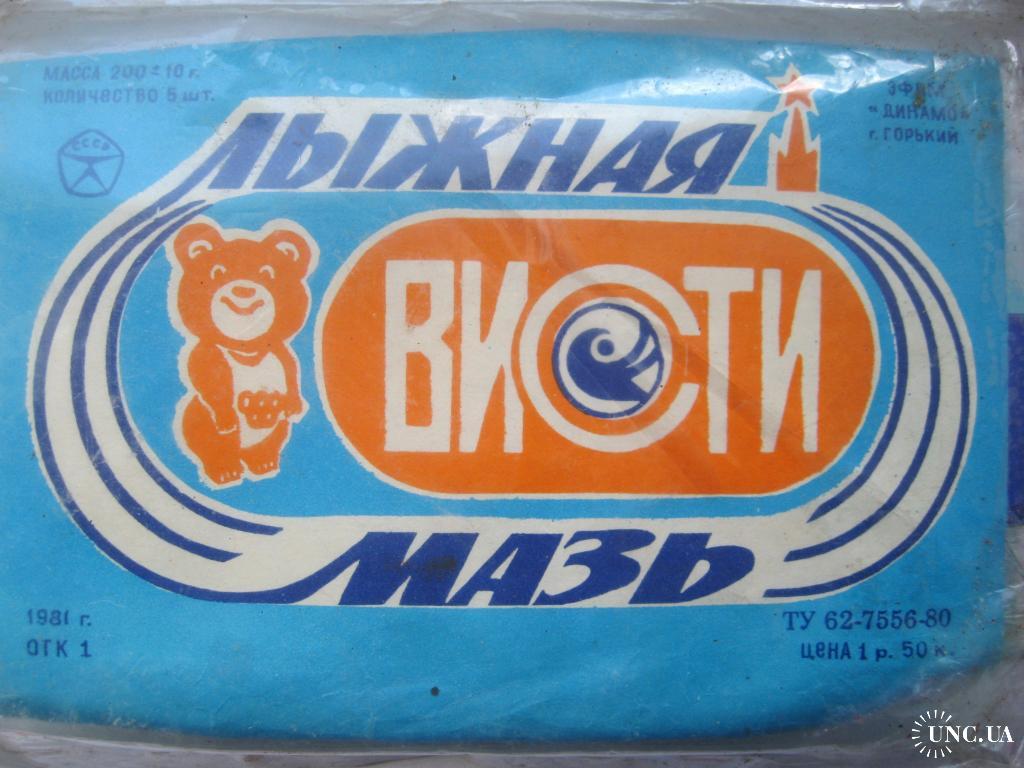 МАССА 200 ± 10 г.
КОЛИЧЕСТВО 5 шт.
СССР
"ДИНАМО"
г. ГОРЬКИЙ
ЛЫЖНАЯ
ВИСТИ
МАЗЬ
1981 г.
ОГК 1
ТУ 62-7556-80
ЦЕНА 1 р. 50 к.
UNC.UA